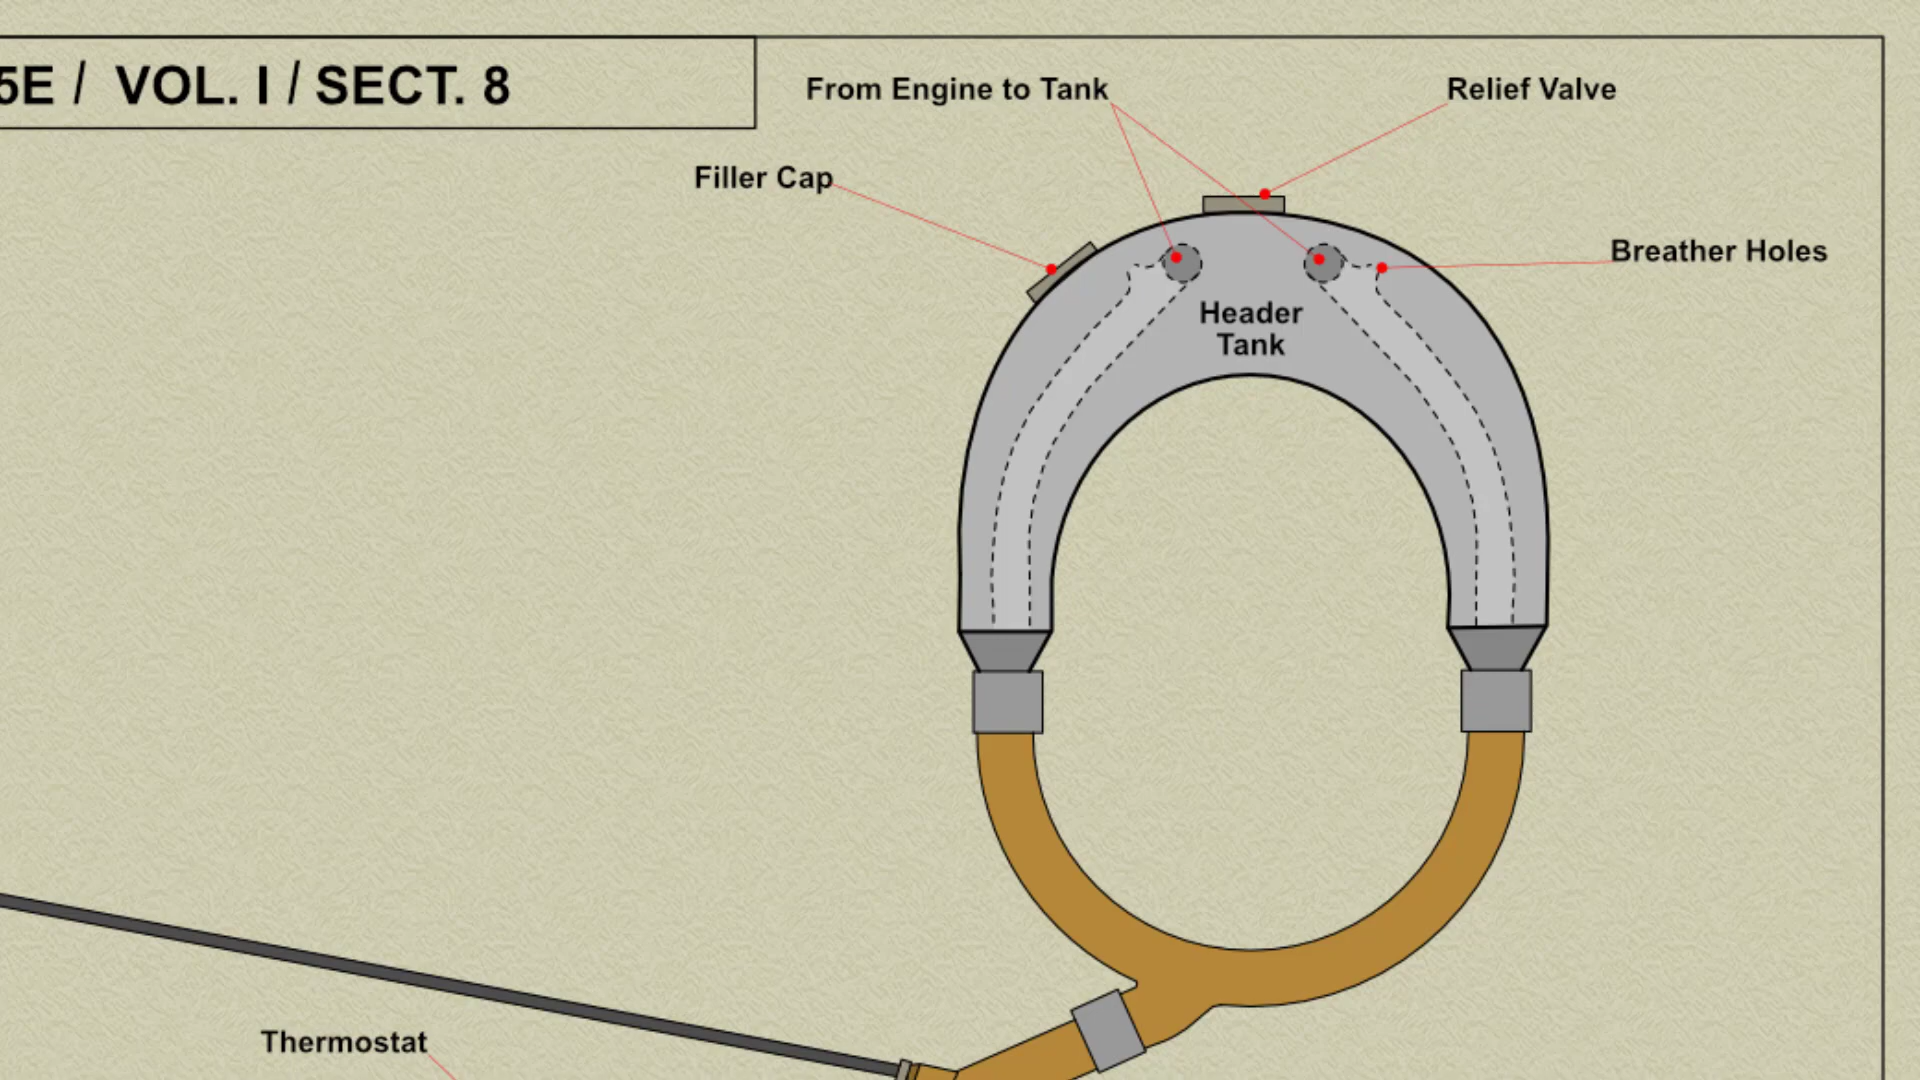 5E / VOL. I / SECT. 8
From Engine to Tank
Relief Valve
Filler Cap
Breather Holes
Header
Tank
Thermostat